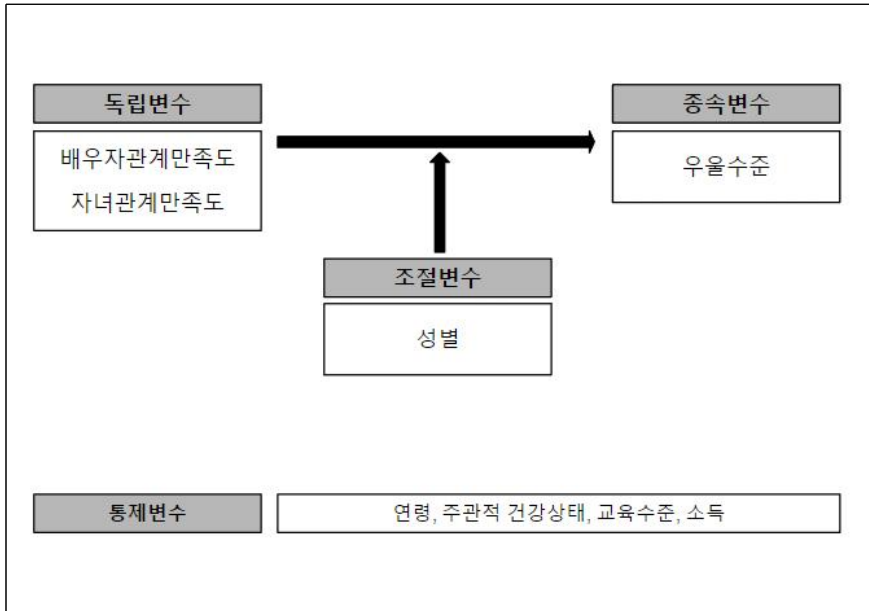 독립변수
배우자관계만족도
자녀관계만족도
종속변수
우울수준
조절변수
성별
통제변수
연령, 주관적 건강상태, 교육수준, 소득